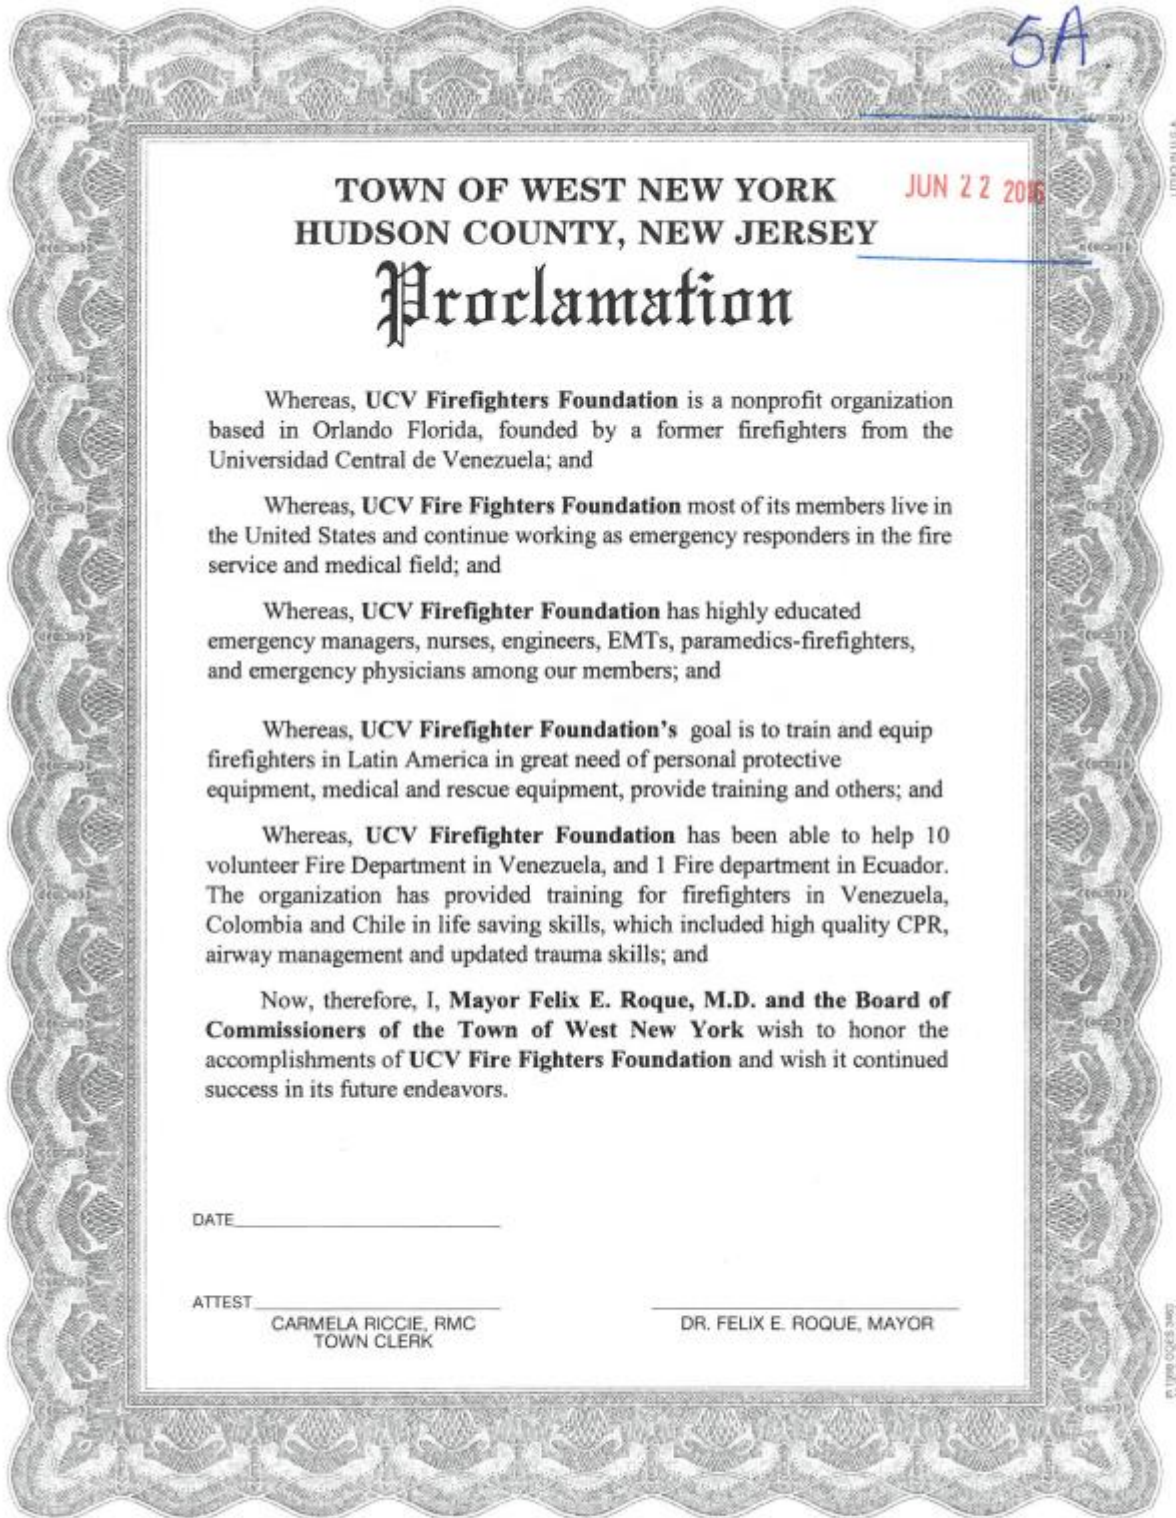 5A
JUN 22 2016
TOWN OF WEST NEW YORK
HUDSON COUNTY, NEW JERSEY
Proclamation
Whereas, UCV Firefighters Foundation is a nonprofit organization
based in Orlando Florida, founded by a former firefighters from the
Universidad Central de Venezuela; and
Whereas, UCV Fire Fighters Foundation most of its members live in
the United States and continue working as emergency responders in the fire
service and medical field; and
Whereas, UCV Firefighter Foundation has highly educated
emergency managers, nurses, engineers, EMTs, paramedics-firefighters,
and emergency physicians among our members; and
Whereas, UCV Firefighter Foundation's goal is to train and equip
firefighters in Latin America in great need of personal protective
equipment, medical and rescue equipment, provide training and others; and
Whereas, UCV Firefighter Foundation has been able to help 10
volunteer Fire Department in Venezuela, and 1 Fire department in Ecuador.
The organization has provided training for firefighters in Venezuela,
Colombia and Chile in life saving skills, which included high quality CPR,
airway management and updated trauma skills; and
Now, therefore, I, Mayor Felix E. Roque, M.D. and the Board of
Commissioners of the Town of West New York wish to honor the
accomplishments of UCV Fire Fighters Foundation and wish it continued
success in its future endeavors.
DATE
ATTEST
CARMELA RICCIE, RMC
TOWN CLERK
DR. FELIX E. ROQUE, MAYOR